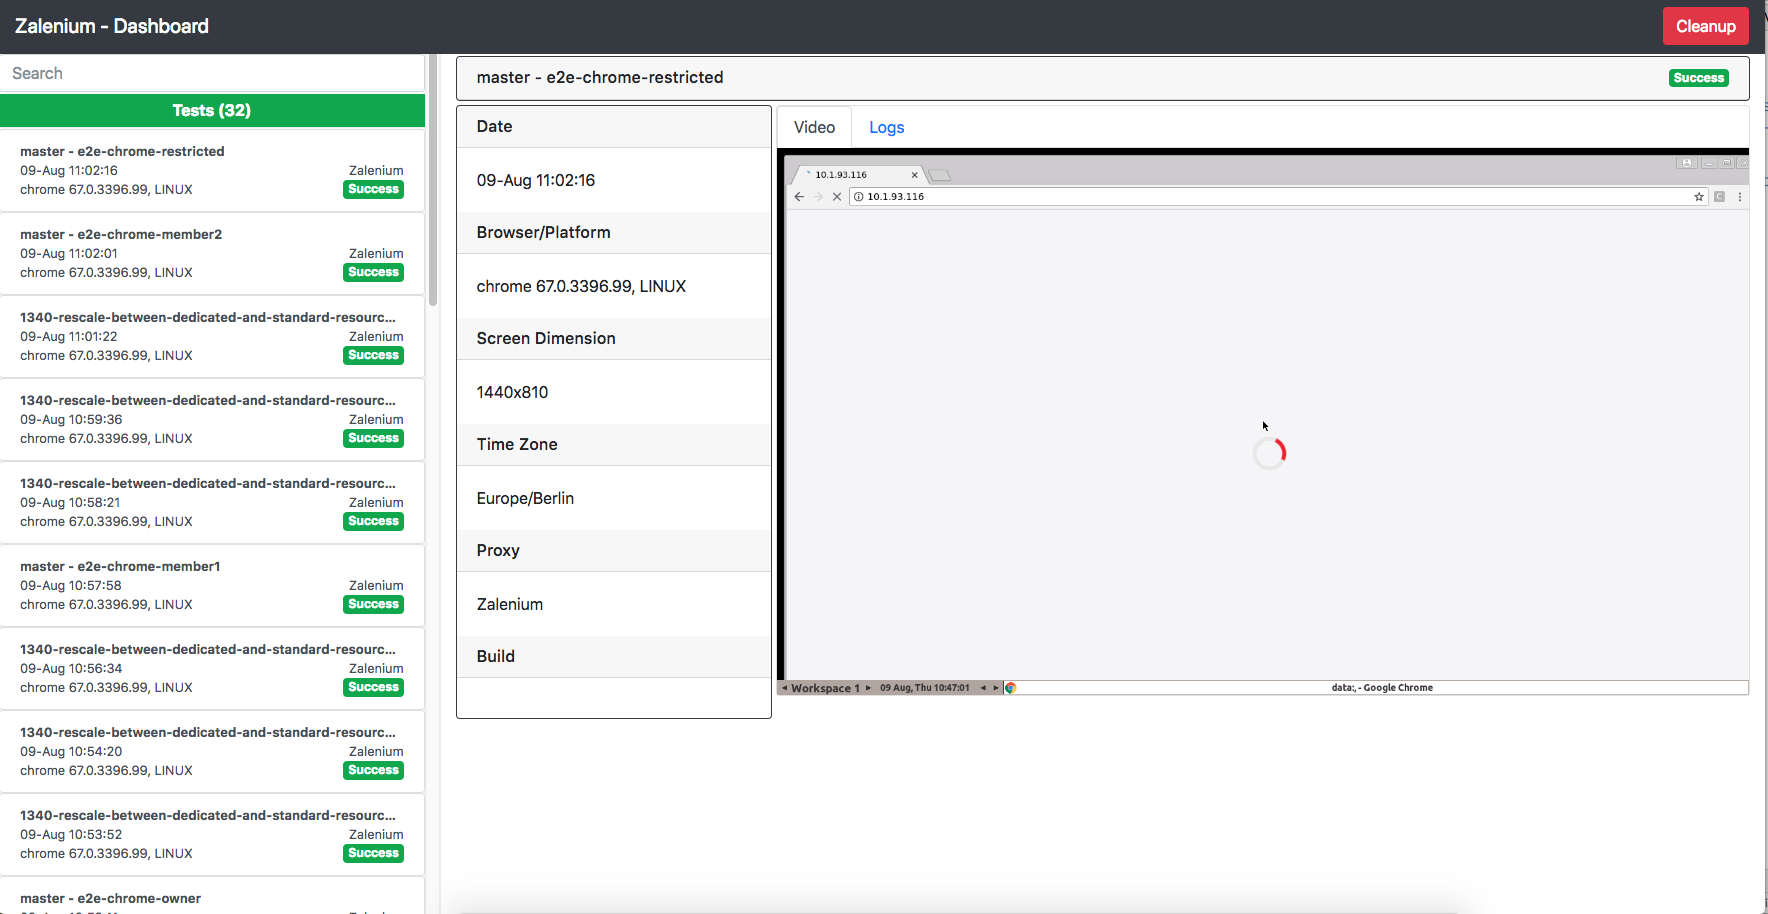 Zalenium - Dashboard
Cleanup
Search
Tests (32)
master - e2e-chrome-restricted
09-Aug 11:02:16 Zalenium
chrome 67.0.3396.99, LINUX Success
master - e2e-chrome-member2
09-Aug 11:02:01 Zalenium
chrome 67.0.3396.99, LINUX Success
1340-rescale-between-dedicated-and-standard-resourc...
09-Aug 11:01:22 Zalenium
chrome 67.0.3396.99, LINUX Success
1340-rescale-between-dedicated-and-standard-resourc...
09-Aug 10:59:36 Zalenium
chrome 67.0.3396.99, LINUX Success
1340-rescale-between-dedicated-and-standard-resourc...
09-Aug 10:58:21 Zalenium
chrome 67.0.3396.99, LINUX Success
master - e2e-chrome-member1
09-Aug 10:57:58 Zalenium
chrome 67.0.3396.99, LINUX Success
1340-rescale-between-dedicated-and-standard-resourc...
09-Aug 10:56:34 Zalenium
chrome 67.0.3396.99, LINUX Success
1340-rescale-between-dedicated-and-standard-resourc...
09-Aug 10:54:20 Zalenium
chrome 67.0.3396.99, LINUX Success
1340-rescale-between-dedicated-and-standard-resourc...
09-Aug 10:53:52 Zalenium
chrome 67.0.3396.99, LINUX Success
master - e2e-chrome-owner
master - e2e-chrome-restricted Success
Date
09-Aug 11:02:16
Browser/Platform
chrome 67.0.3396.99, LINUX
Screen Dimension
1440x810
Time Zone
Europe/Berlin
Proxy
Zalenium
Build
Video Logs
10.1.93.116
10.1.93.116
Workspace 1 09 Aug, Thu 10:47:01 data:, - Google Chrome